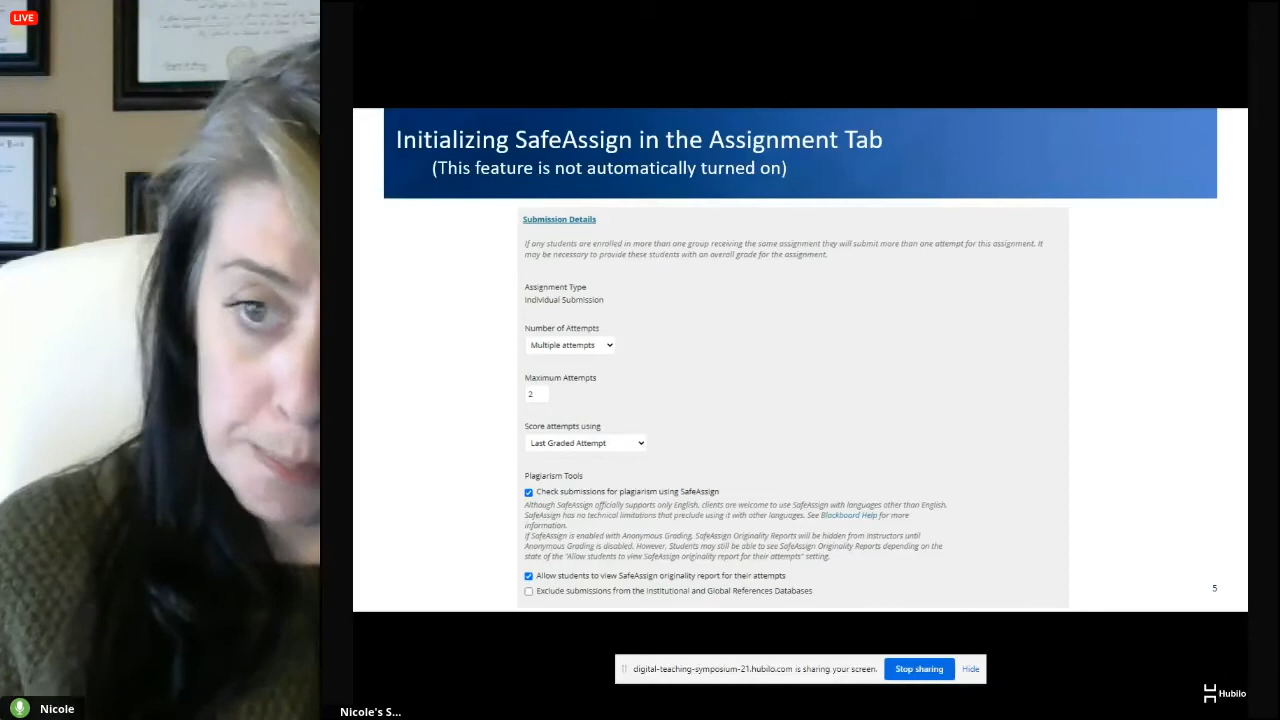 LIVE
Initializing SafeAssign in the Assignment Tab
(This feature is not automatically turned on)
Submission Details
If any students are enrolled in more than one group receiving the same assignment they will submit more than one attempt for this assignment. It
may be necessary to provide these students with an overall grade for the assignment.
Assignment Type
Individual Submission
Number of Attempts
Multiple attempts
Maximum Attempts
2
Score attempts using
Last Graded Attempt
Plagiarism Tools
Check submissions for plagiarism using SafeAssign
Although SafeAssign officially supports only English, clients are welcome to use SafeAssign with languages other than English.
SafeAssign has no technical limitations that preclude using it with other languages. See Blackboard Help for more
information.
If SafeAssign is enabled with Anonymous Grading, SafeAssign Originality Reports will be hidden from Instructors until
Anonymous Grading is disabled. However, Students may still be able to see SafeAssign Originality Reports depending on the
state of the "Allow students to view SafeAssign originality report for their attempts" setting.
Allow students to view SafeAssign originality report for their attempts
Exclude submissions from the Institutional and Global References Databases
5
digital-teaching-symposium-21.hubilo.com is sharing your screen.
Stop sharing
Hide
Hubilo
Nicole
Nicole's S...